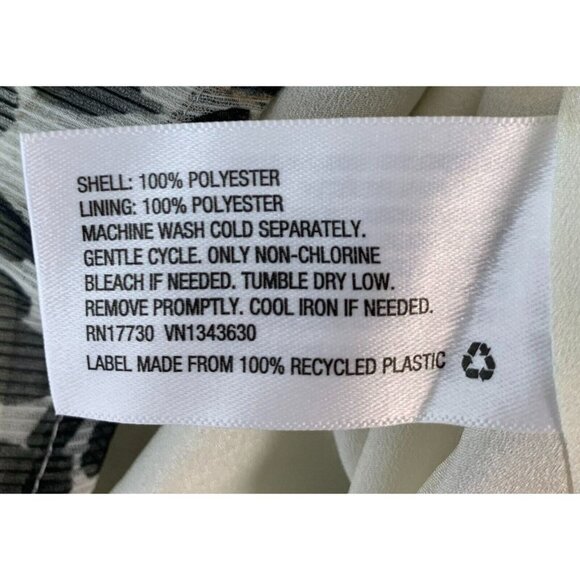 SHELL: 100% POLYESTER
LINING: 100% POLYESTER
MACHINE WASH COLD SEPARATELY.
GENTLE CYCLE. ONLY NON-CHLORINE
BLEACH IF NEEDED. TUMBLE DRY LOW.
REMOVE PROMPTLY. COOL IRON IF NEEDED.
RN17730 VN1343630
LABEL MADE FROM 100% RECYCLED PLASTIC